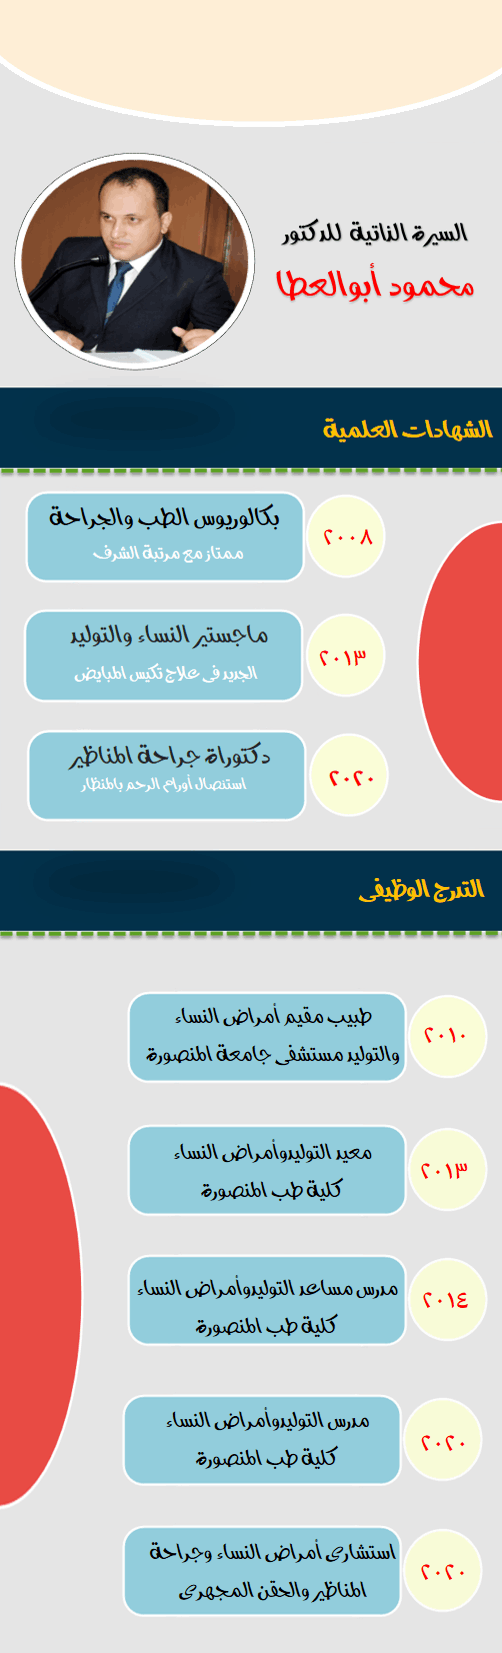 السيرة الذاتية للدكتور
محمود أبوالعطا
الشهادات العلمية
٢٠٠٨
بكالوريوس الطب والجراحة
ممتاز مع مرتبة الشرف
٢٠١٣
ماجستير النساء والتوليد
الجديد فى علاج تكيس المبايض
٢٠٢٠
دكتوراة جراحة المناظير
استئصال أورام الرحم بالمنظار
التدرج الوظيفى
٢٠١٠
طبيب مقيم أمراض النساء
والتوليد مستشفى جامعة المنصورة
٢٠١٣
معيد التوليدوأمراض النساء
كلية طب المنصورة
٢٠١٤
مدرس مساعد التوليدوأمراض النساء
كلية طب المنصورة
٢٠٢٠
مدرس التوليدوأمراض النساء
كلية طب المنصورة
٢٠٢٠
استشارى أمراض النساء وجراحة
المناظير والحقن المجهرى